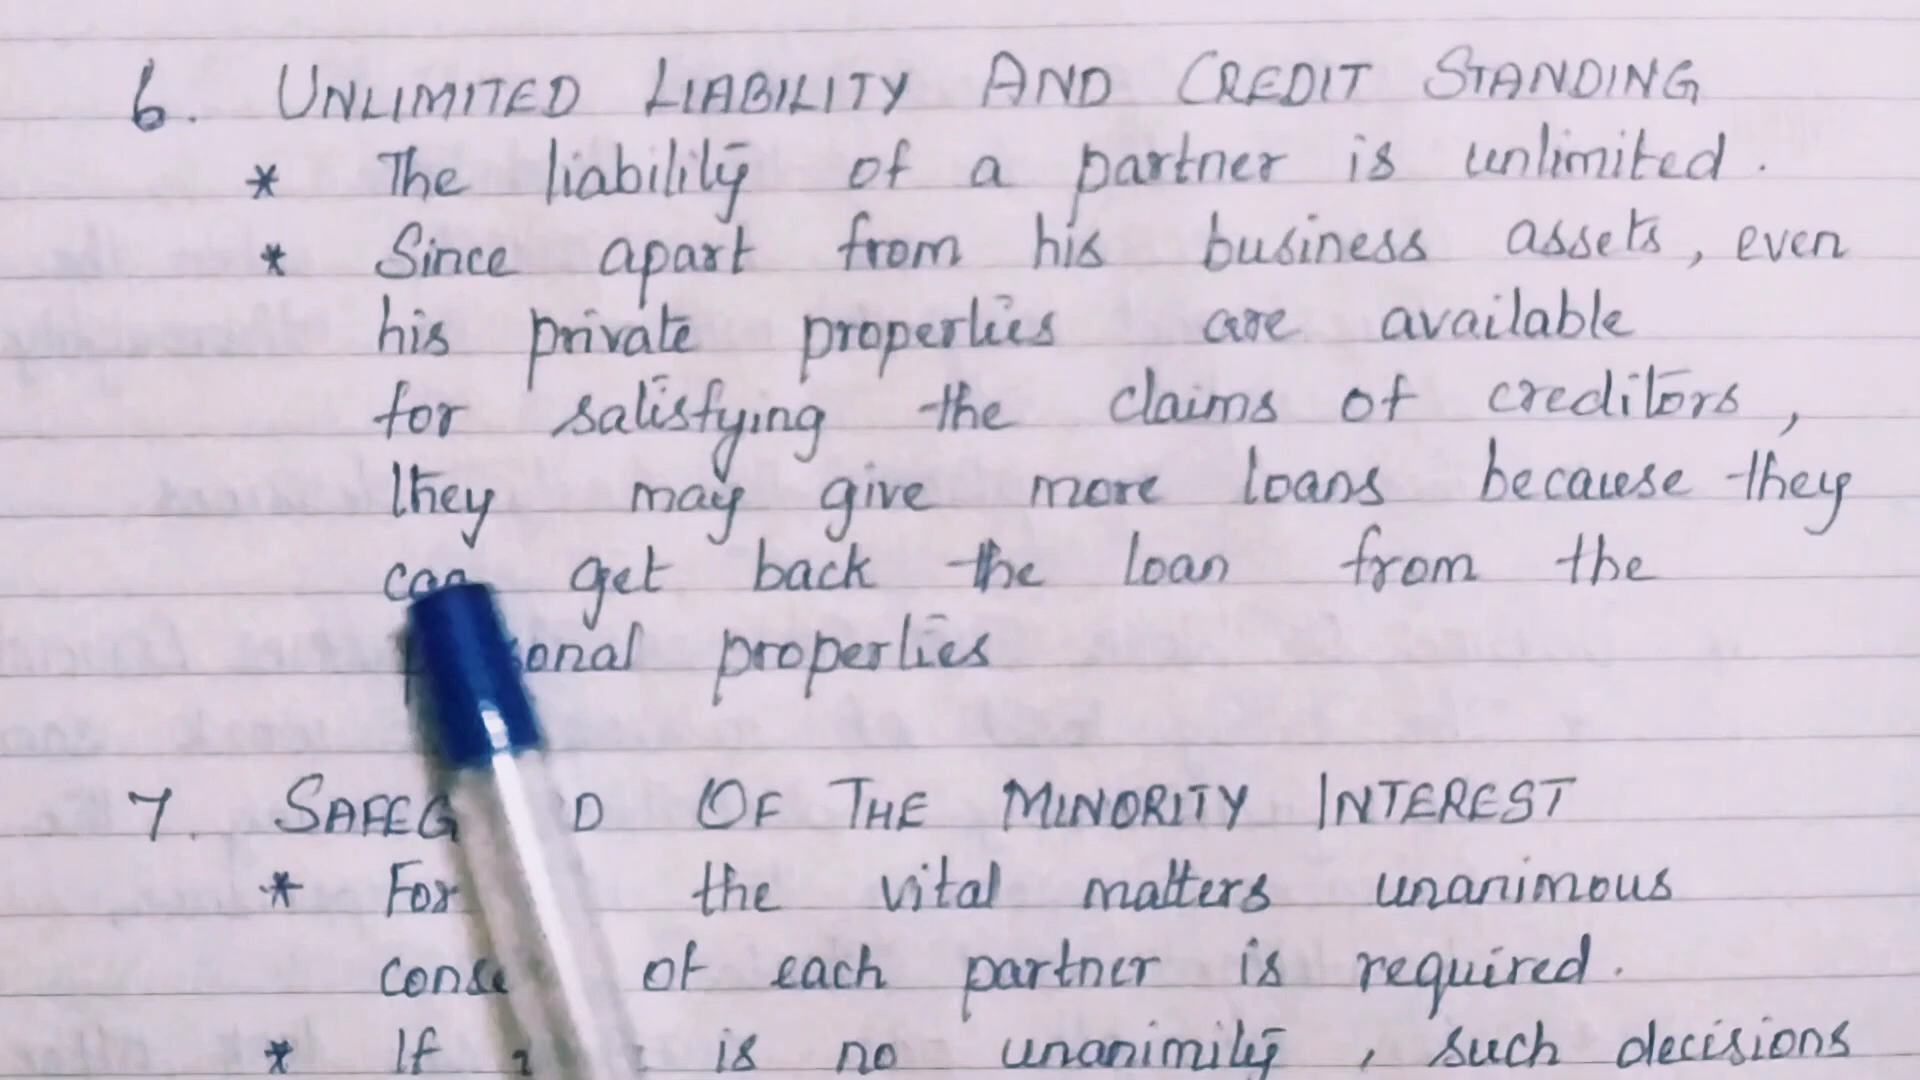 6. UNLIMITED LIABILITY AND CREDIT STANDING
* The liability of a partner is unlimited.
* Since apart from his business assets, even
his private properties are available
for satisfying the claims of creditors,
they may give more loans because they
can get back the loan from the
properties
7. OF THE MINORITY INTEREST
* For the vital matters unanimous
of each partner is required.
* If is no unanimity, such decisions